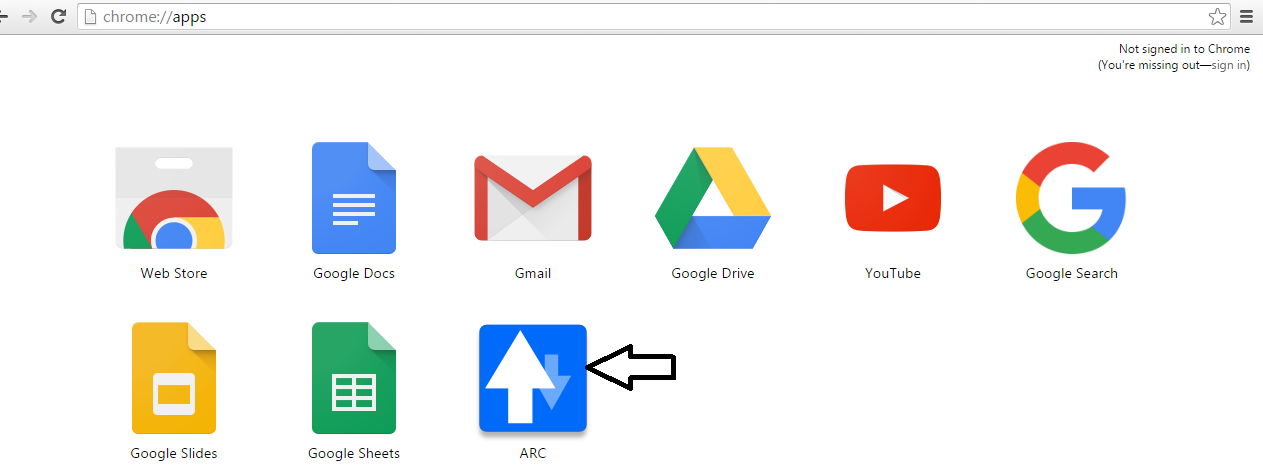 chrome://apps
Not signed in to Chrome
(You're missing out—sign in)
Web Store
Google Docs
Gmail
Google Drive
YouTube
Google Search
Google Slides
Google Sheets
ARC